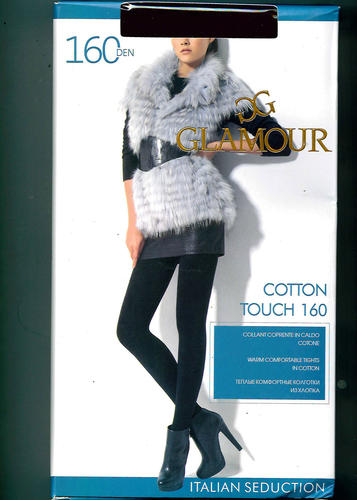 160 DEN
GG
GLAMOUR
COTTON
TOUCH 160
COLLANT COPRENTE IN CALDO
COTONE
WARM COMFORTABLE TIGHTS
IN COTTON
ТЕПЛЫЕ КОМФОРТНЫЕ КОЛГОТКИ
ИЗ ХЛОПКА
ITALIAN SEDUCTION